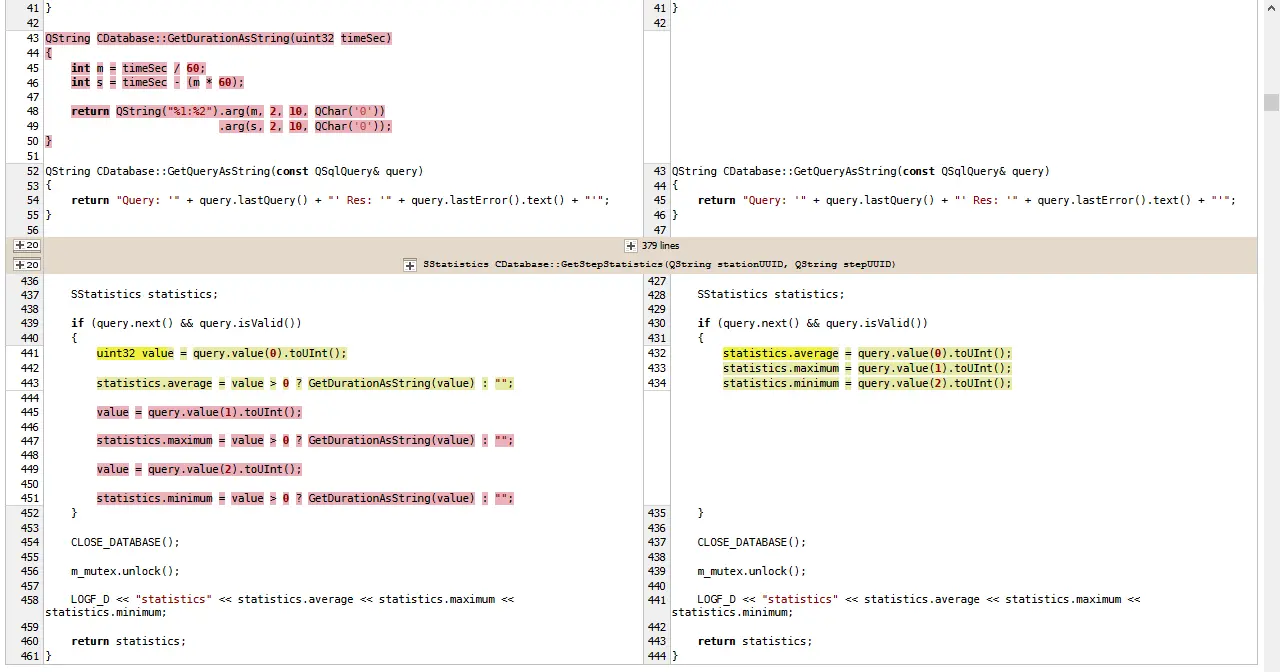 41 }
42
43 QString CDatabase::GetDurationAsString(uint32 timeSec)
44 {
45     int m = timeSec / 60;
46     int s = timeSec - (m * 60);
47
48     return QString("%1:%2").arg(m, 2, 10, QChar('0'))
49                            .arg(s, 2, 10, QChar('0'));
50 }
51
52 QString CDatabase::GetQueryAsString(const QSqlQuery& query)
53 {
54     return "Query: '" + query.lastQuery() + "' Res: '" + query.lastError().text() + "'";
55 }
56
41 }
42
43 QString CDatabase::GetQueryAsString(const QSqlQuery& query)
44 {
45     return "Query: '" + query.lastQuery() + "' Res: '" + query.lastError().text() + "'";
46 }
47
+20 + 379 lines
+20 + SStatistics CDatabase::GetStepStatistics(QString stationUUID, QString stepUUID)
436
437     SStatistics statistics;
438
439     if (query.next() && query.isValid())
440     {
441         uint32 value = query.value(0).toUInt();
442
443         statistics.average = value > 0 ? GetDurationAsString(value) : "";
444
445         value = query.value(1).toUInt();
446
447         statistics.maximum = value > 0 ? GetDurationAsString(value) : "";
448
449         value = query.value(2).toUInt();
450
451         statistics.minimum = value > 0 ? GetDurationAsString(value) : "";
452     }
453
454     CLOSE_DATABASE();
455
456     m_mutex.unlock();
457
458     LOGF_D << "statistics" << statistics.average << statistics.maximum <<
statistics.minimum;
459
460     return statistics;
461 }
427
428     SStatistics statistics;
429
430     if (query.next() && query.isValid())
431     {
432         statistics.average = query.value(0).toUInt();
433         statistics.maximum = query.value(1).toUInt();
434         statistics.minimum = query.value(2).toUInt();
435     }
436
437     CLOSE_DATABASE();
438
439     m_mutex.unlock();
440
441     LOGF_D << "statistics" << statistics.average << statistics.maximum <<
statistics.minimum;
442
443     return statistics;
444 }